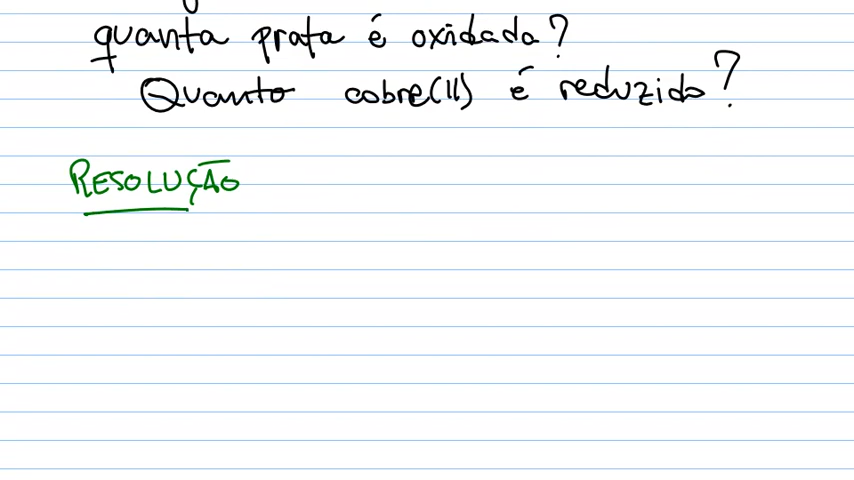 quanta prata é oxidada?
Quanto cobre(II) é reduzido?
RESOLUÇÃO